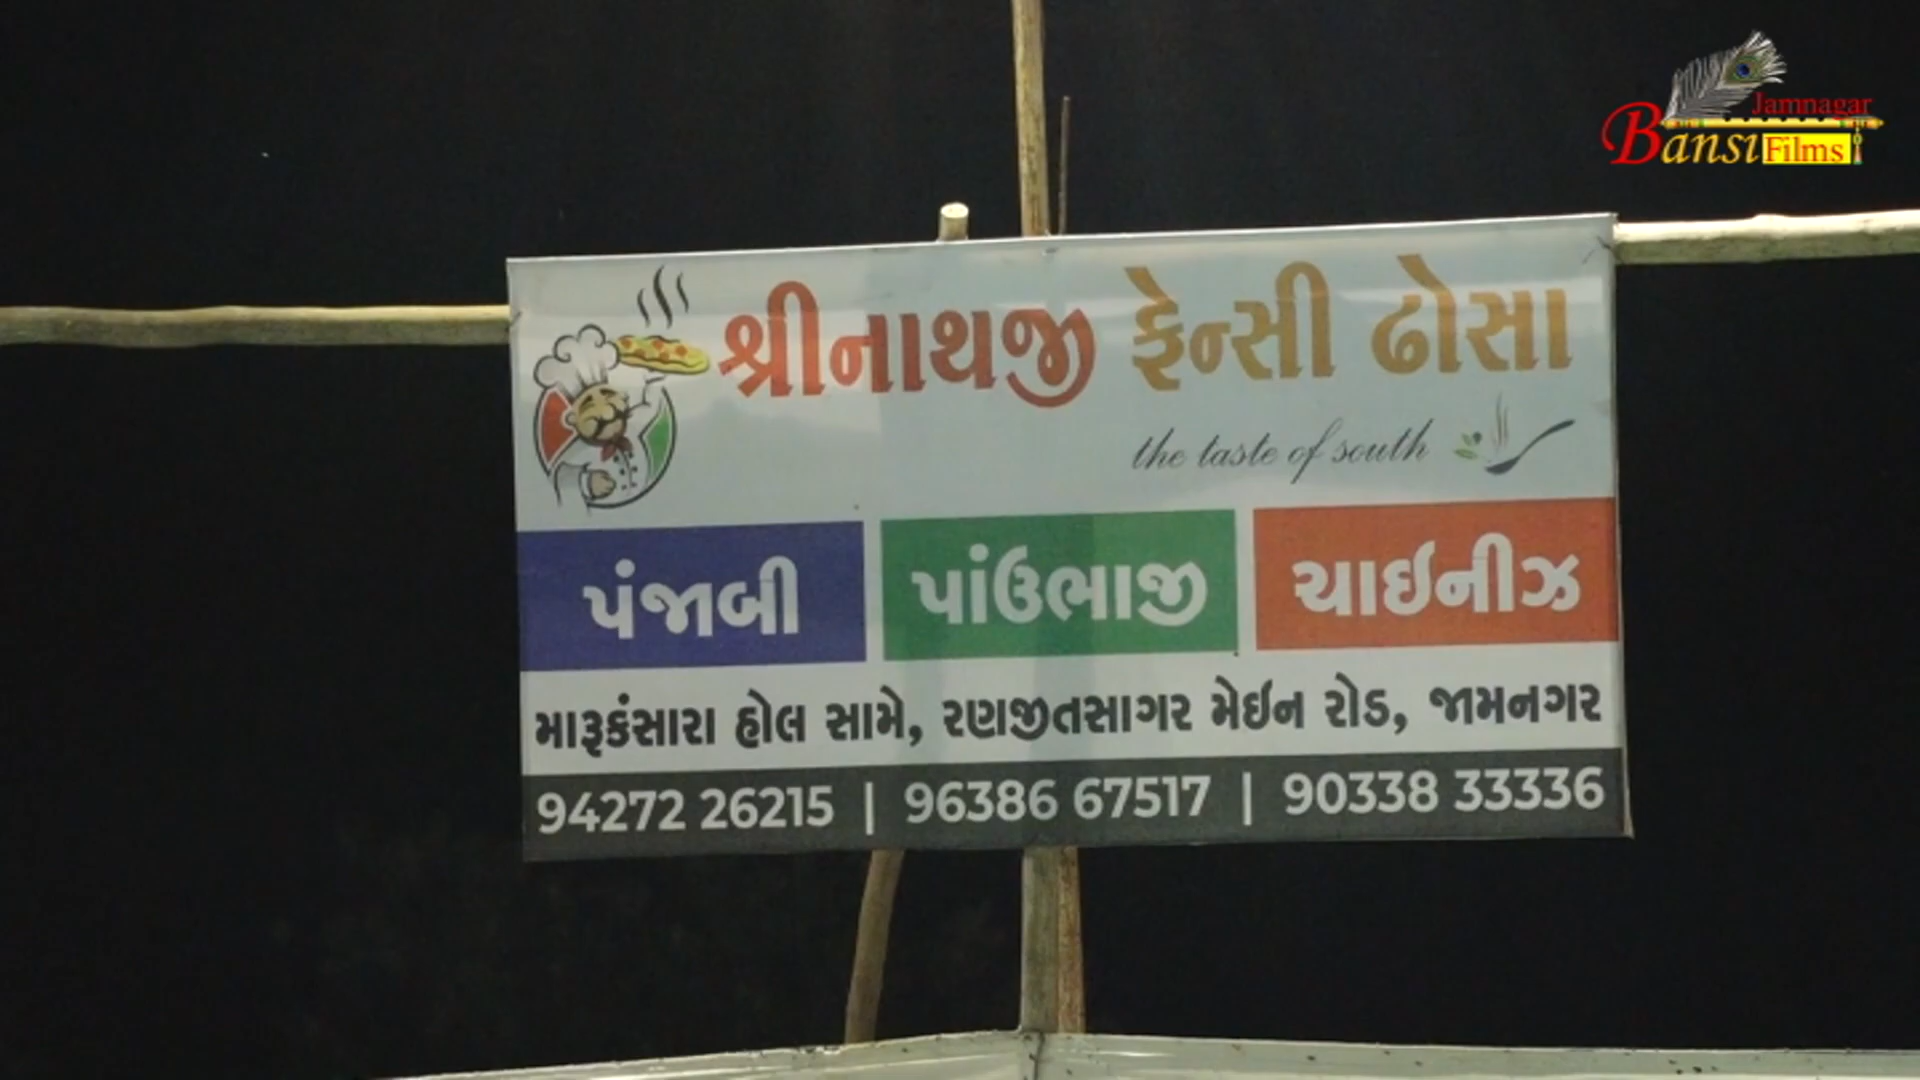 Jamnagar
Bansi Films
શ્રીનાથજી ફેન્સી ઢોસા
the taste of south
પંજાબી પાંઉભાજી ચાઇનીઝ
મારૂકંસારા હોલ સામે, રણજીતસાગર મેઈન રોડ, જામનગર
94272 26215 | 96386 67517 | 90338 33336